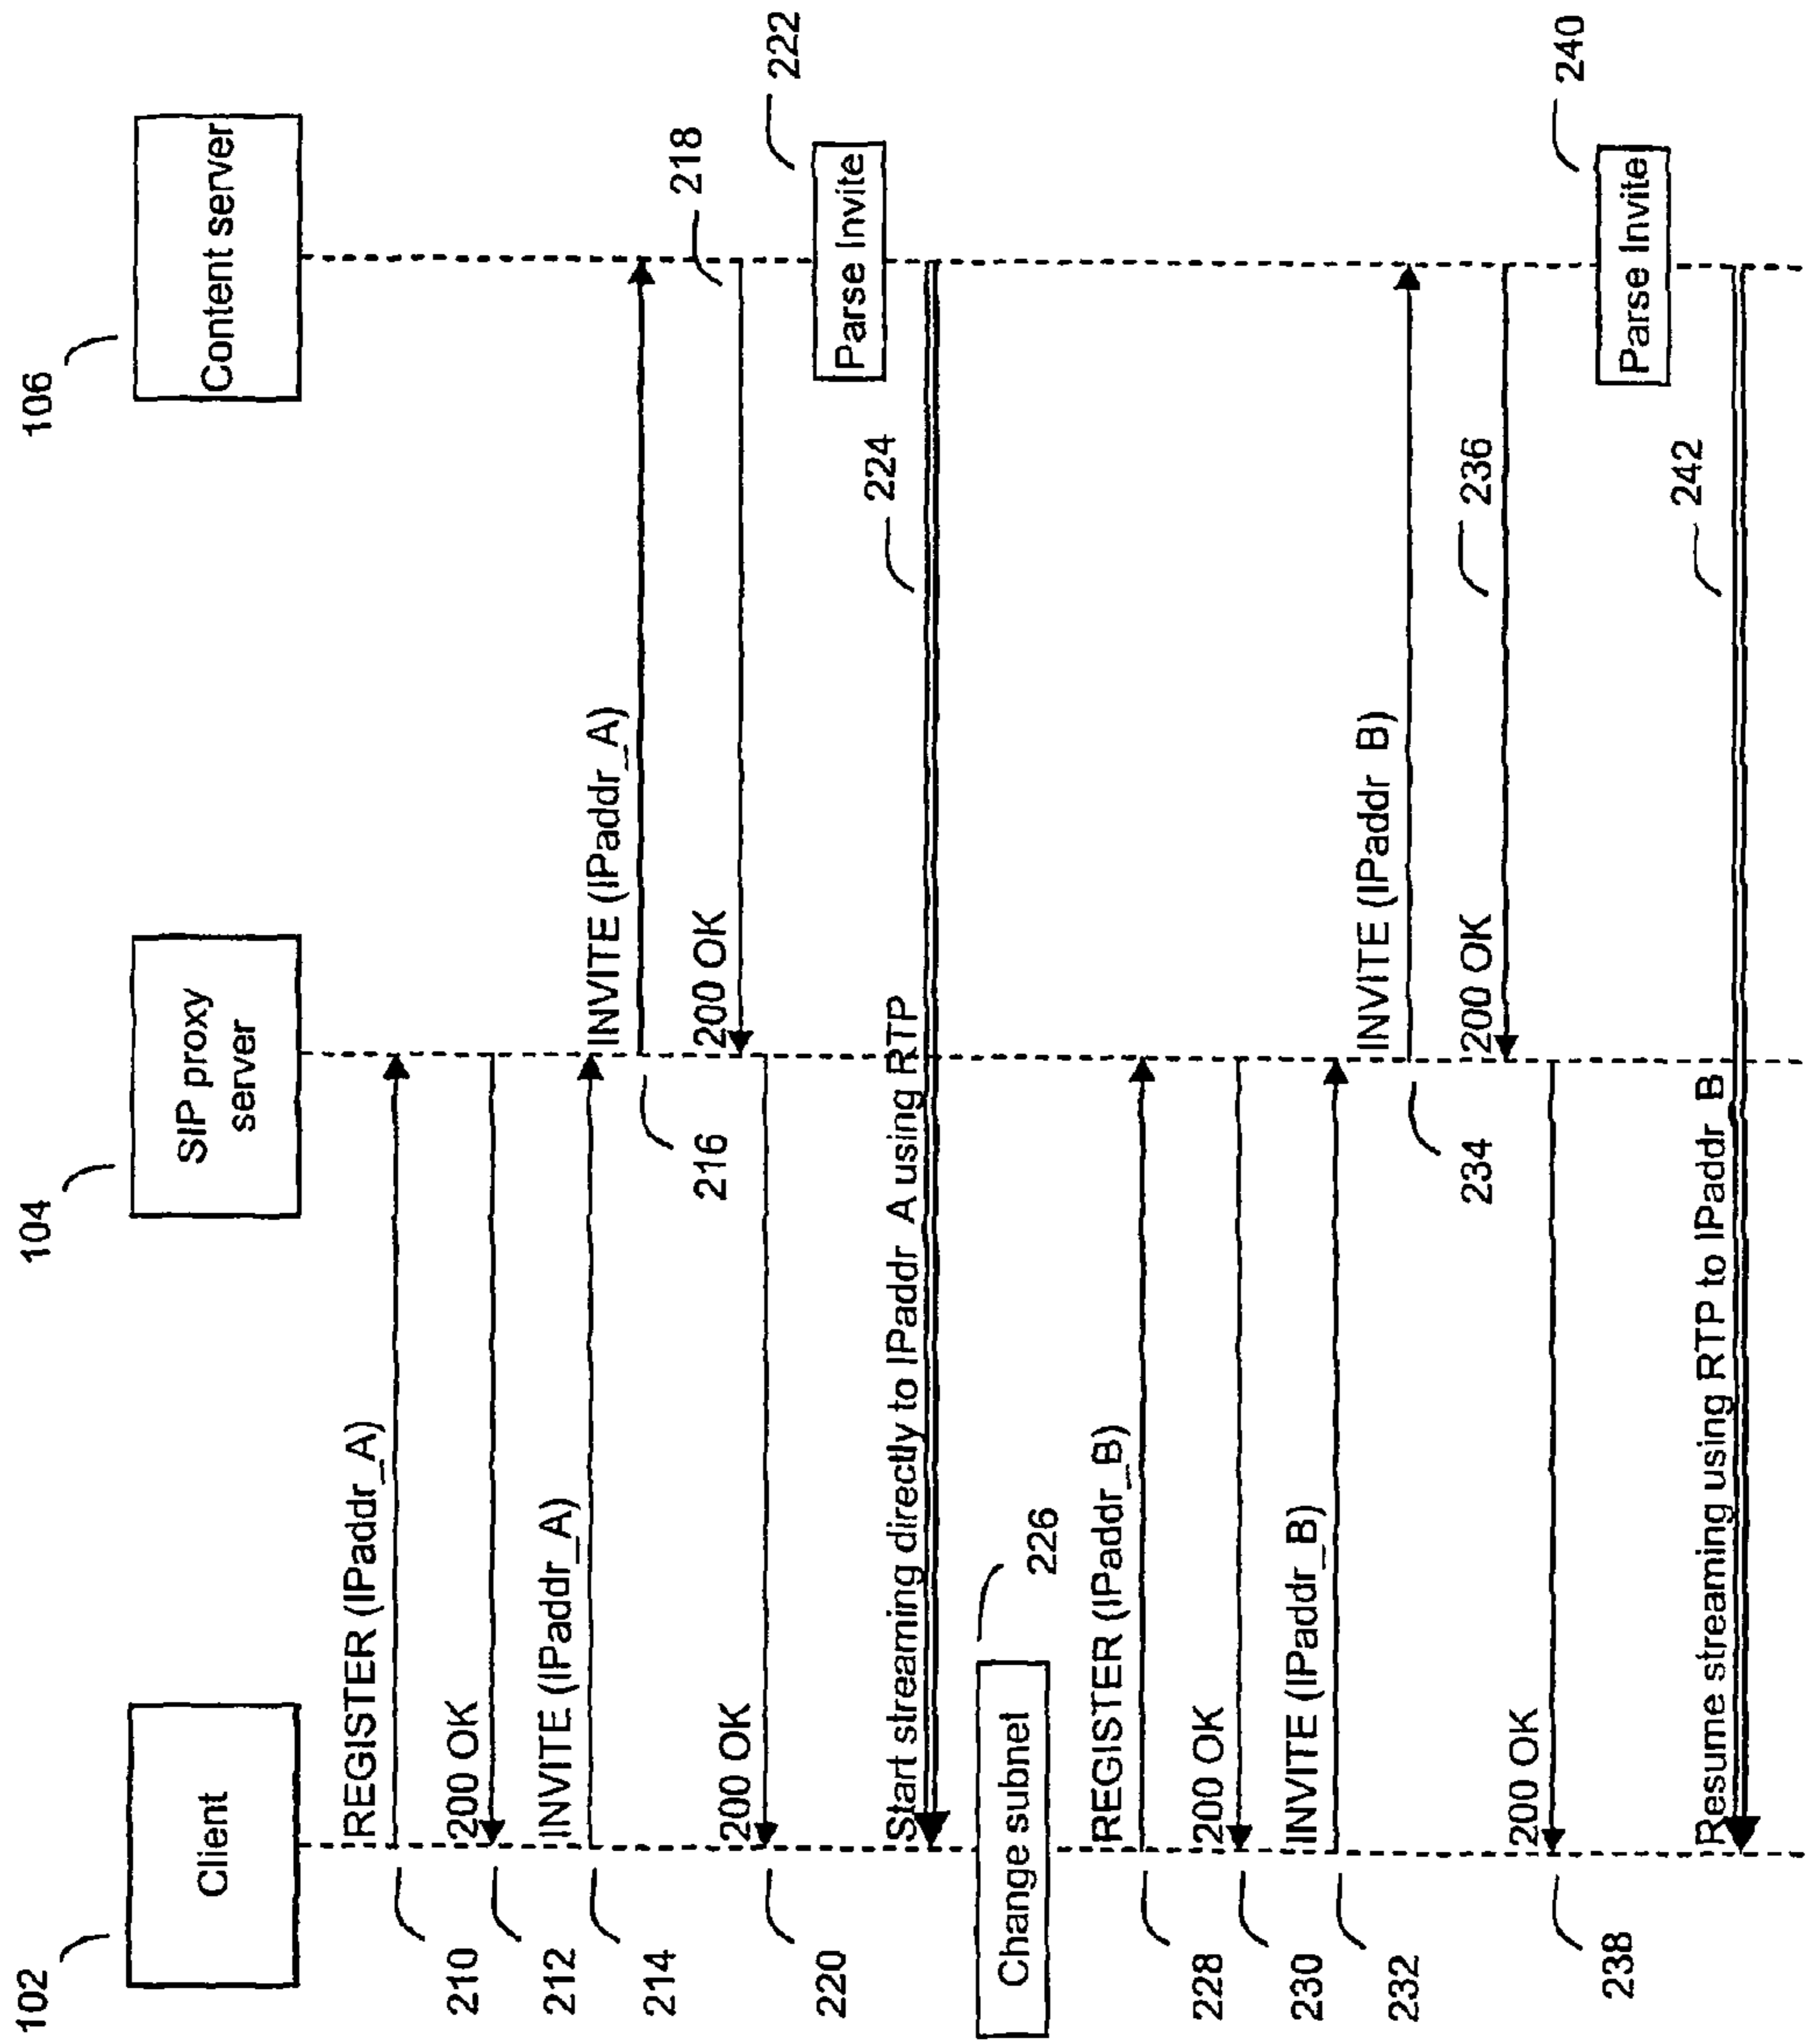 102
Client
104
SIP proxy
server
106
Content server
210
REGISTER (IPaddr_A)
212
200 OK
214
INVITE (IPaddr_A)
216
INVITE (IPaddr_A)
218
200 OK
220
200 OK
222
Parse Invite
224
Start streaming directly to IPaddr A using RTP
226
Change subnet
228
REGISTER (IPaddr_B)
230
200 OK
232
INVITE (IPaddr_B)
234
INVITE (IPaddr B)
236
200 OK
238
200 OK
240
Parse Invite
242
Resume streaming using RTP to IPaddr B